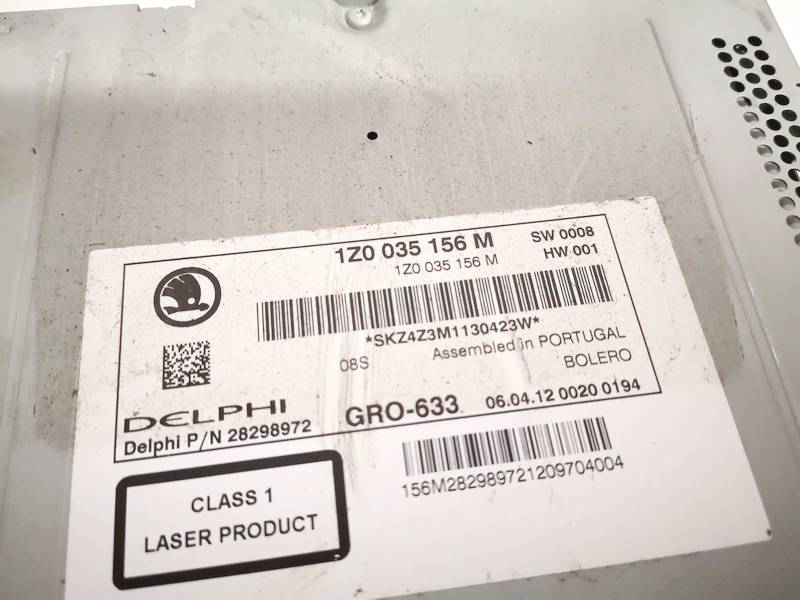 1Z0 035 156 M
SW 0008
1Z0 035 156 M
HW 001
*SKZ4Z3M1130423W*
08S
Assembled in PORTUGAL
BOLERO
DELPHI
GRO-633
06.04.12 0020 0194
Delphi P/N 28298972
156M282989721209704004
CLASS 1
LASER PRODUCT